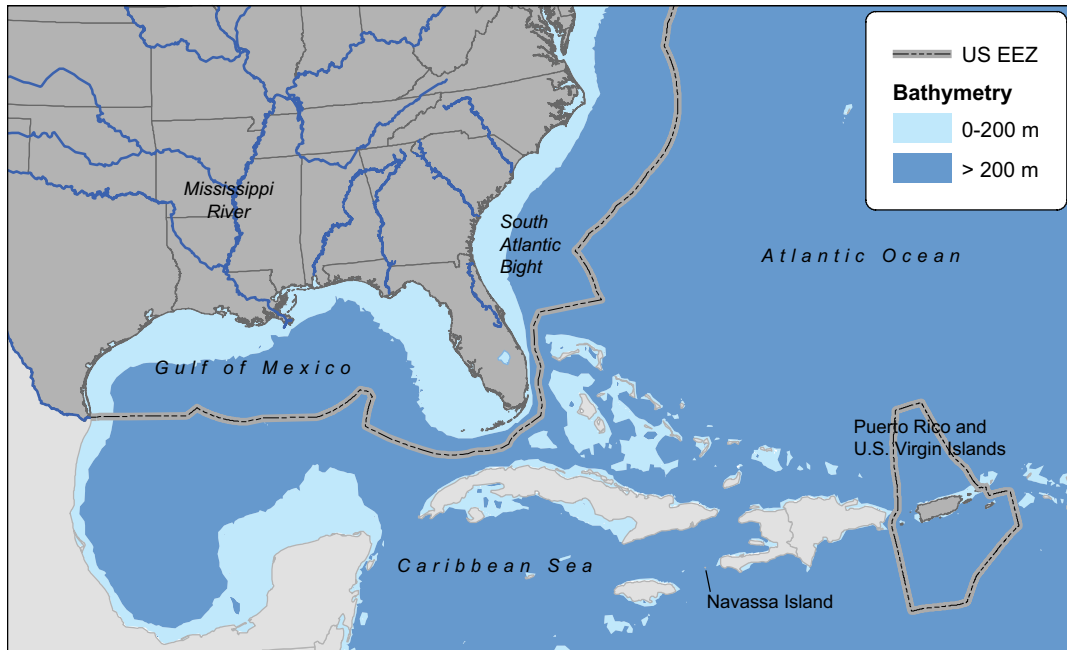 US EEZ
Bathymetry
0-200 m
> 200 m
Mississippi
River
South
Atlantic
Bight
Atlantic Ocean
Gulf of Mexico
Puerto Rico and
U.S. Virgin Islands
Caribbean Sea
Navassa Island